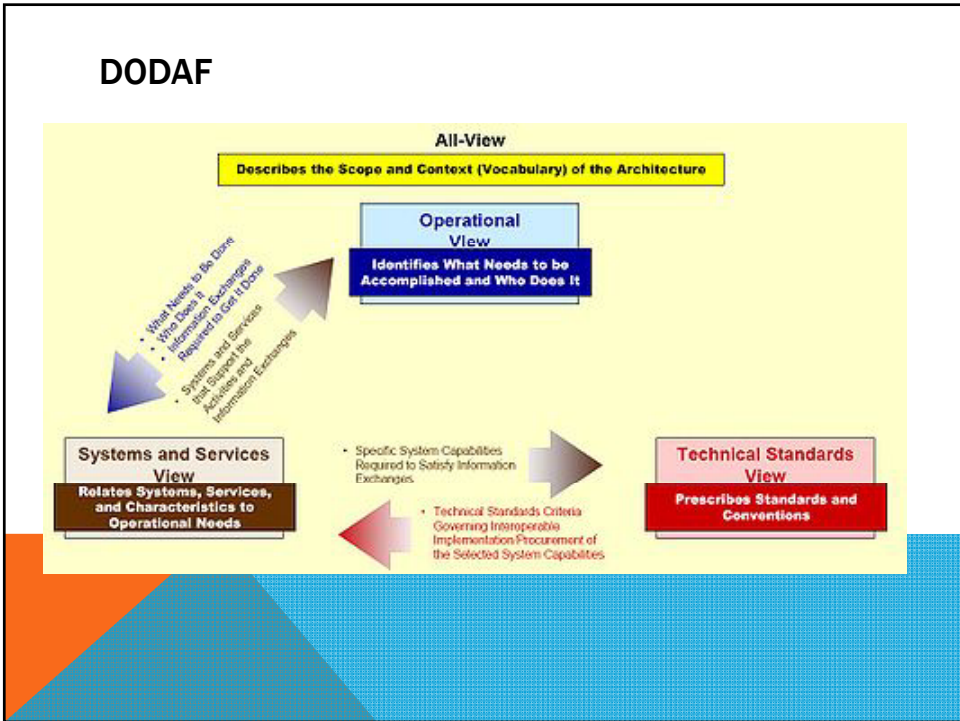 DODAF
All-View
Describes the Scope and Context (Vocabulary) of the Architecture
Operational
View
Identifies What Needs to be
Accomplished and Who Does It
• What Needs to Be Done
• Who Does It
• Information Exchanges
Required to Get it Done
• Systems and Services
that Support the
Activities and
Information Exchanges
Systems and Services
View
Relates Systems, Services,
and Characteristics to
Operational Needs
• Specific System Capabilities
Required to Satisfy Information
Exchanges
• Technical Standards Criteria
Governing Interoperable
Implementation/Procurement of
the Selected System Capabilities
Technical Standards
View
Prescribes Standards and
Conventions